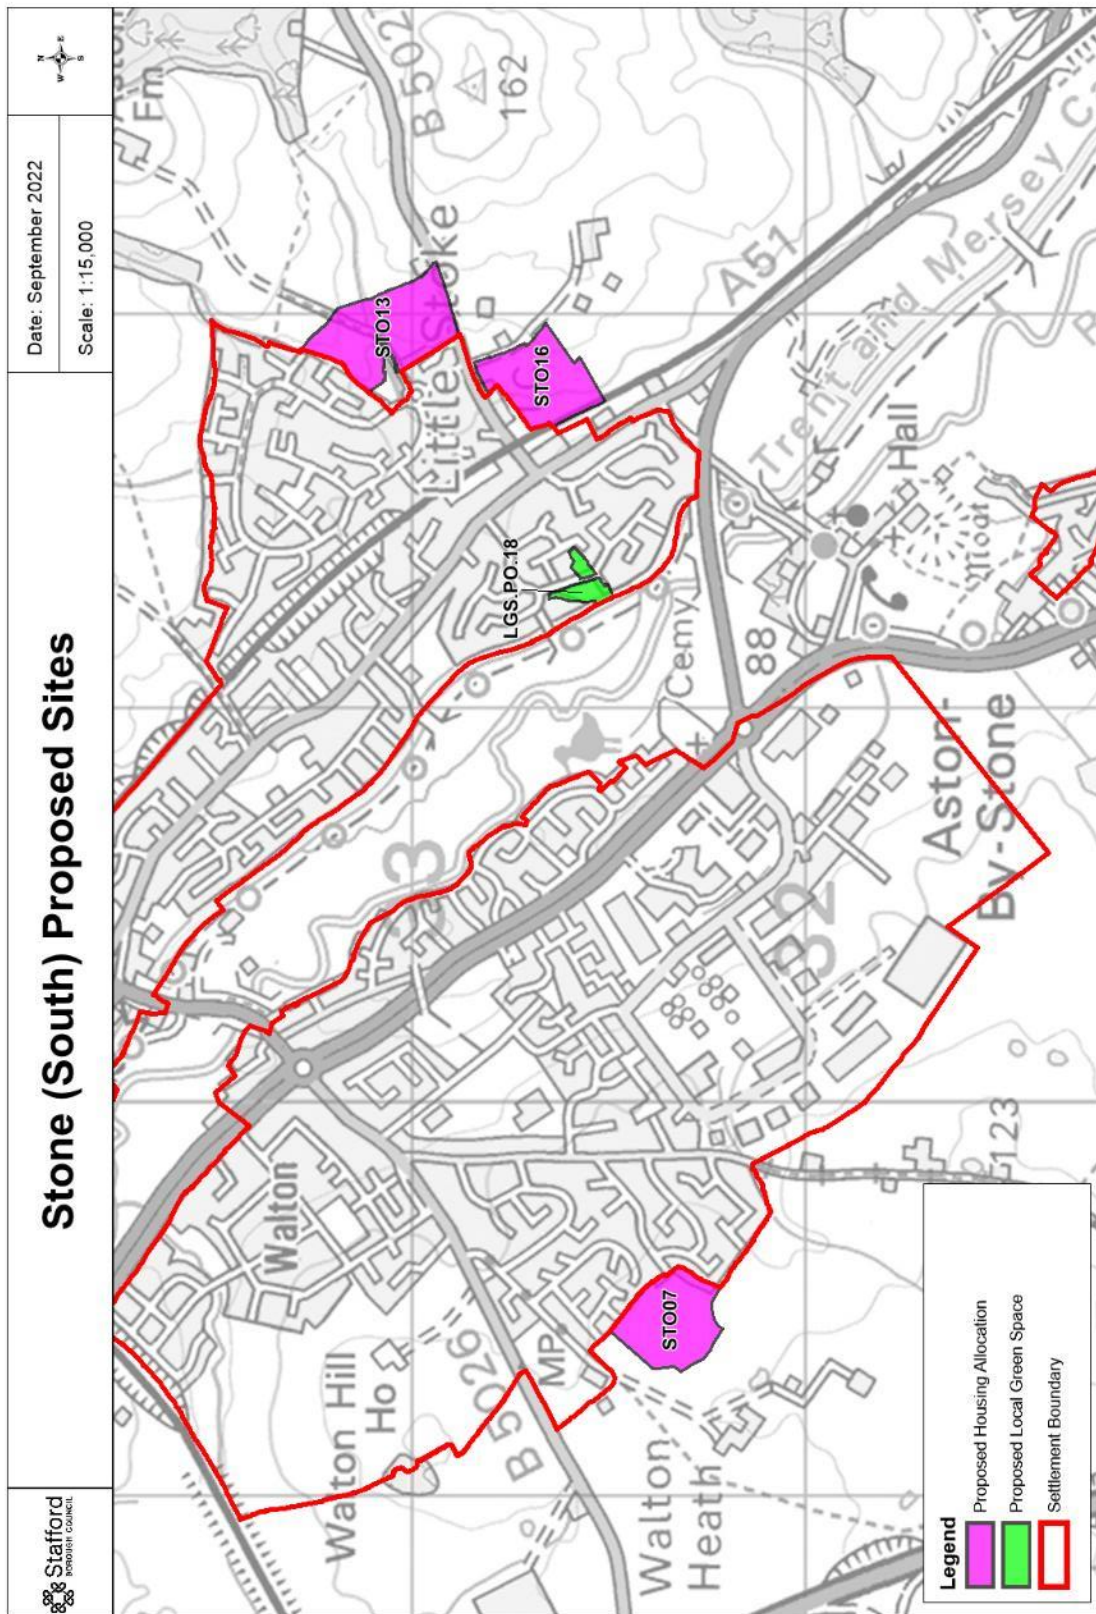 Stafford
BOROUGH COUNCIL
Stone (South) Proposed Sites
Date: September 2022
Scale: 1:15,000
N
W E
S
Fm
B 502
162
Little Stoke
STO13
STO16
A51
Trent and Mersey C
LGS.PO.18
Hall
Moat
Cemy
88
33
32
Aston-
By-Stone
Walton
Walton Hill
Ho
B 5026
MP
STO07
Walton
Heath
123
Legend
Proposed Housing Allocation
Proposed Local Green Space
Settlement Boundary